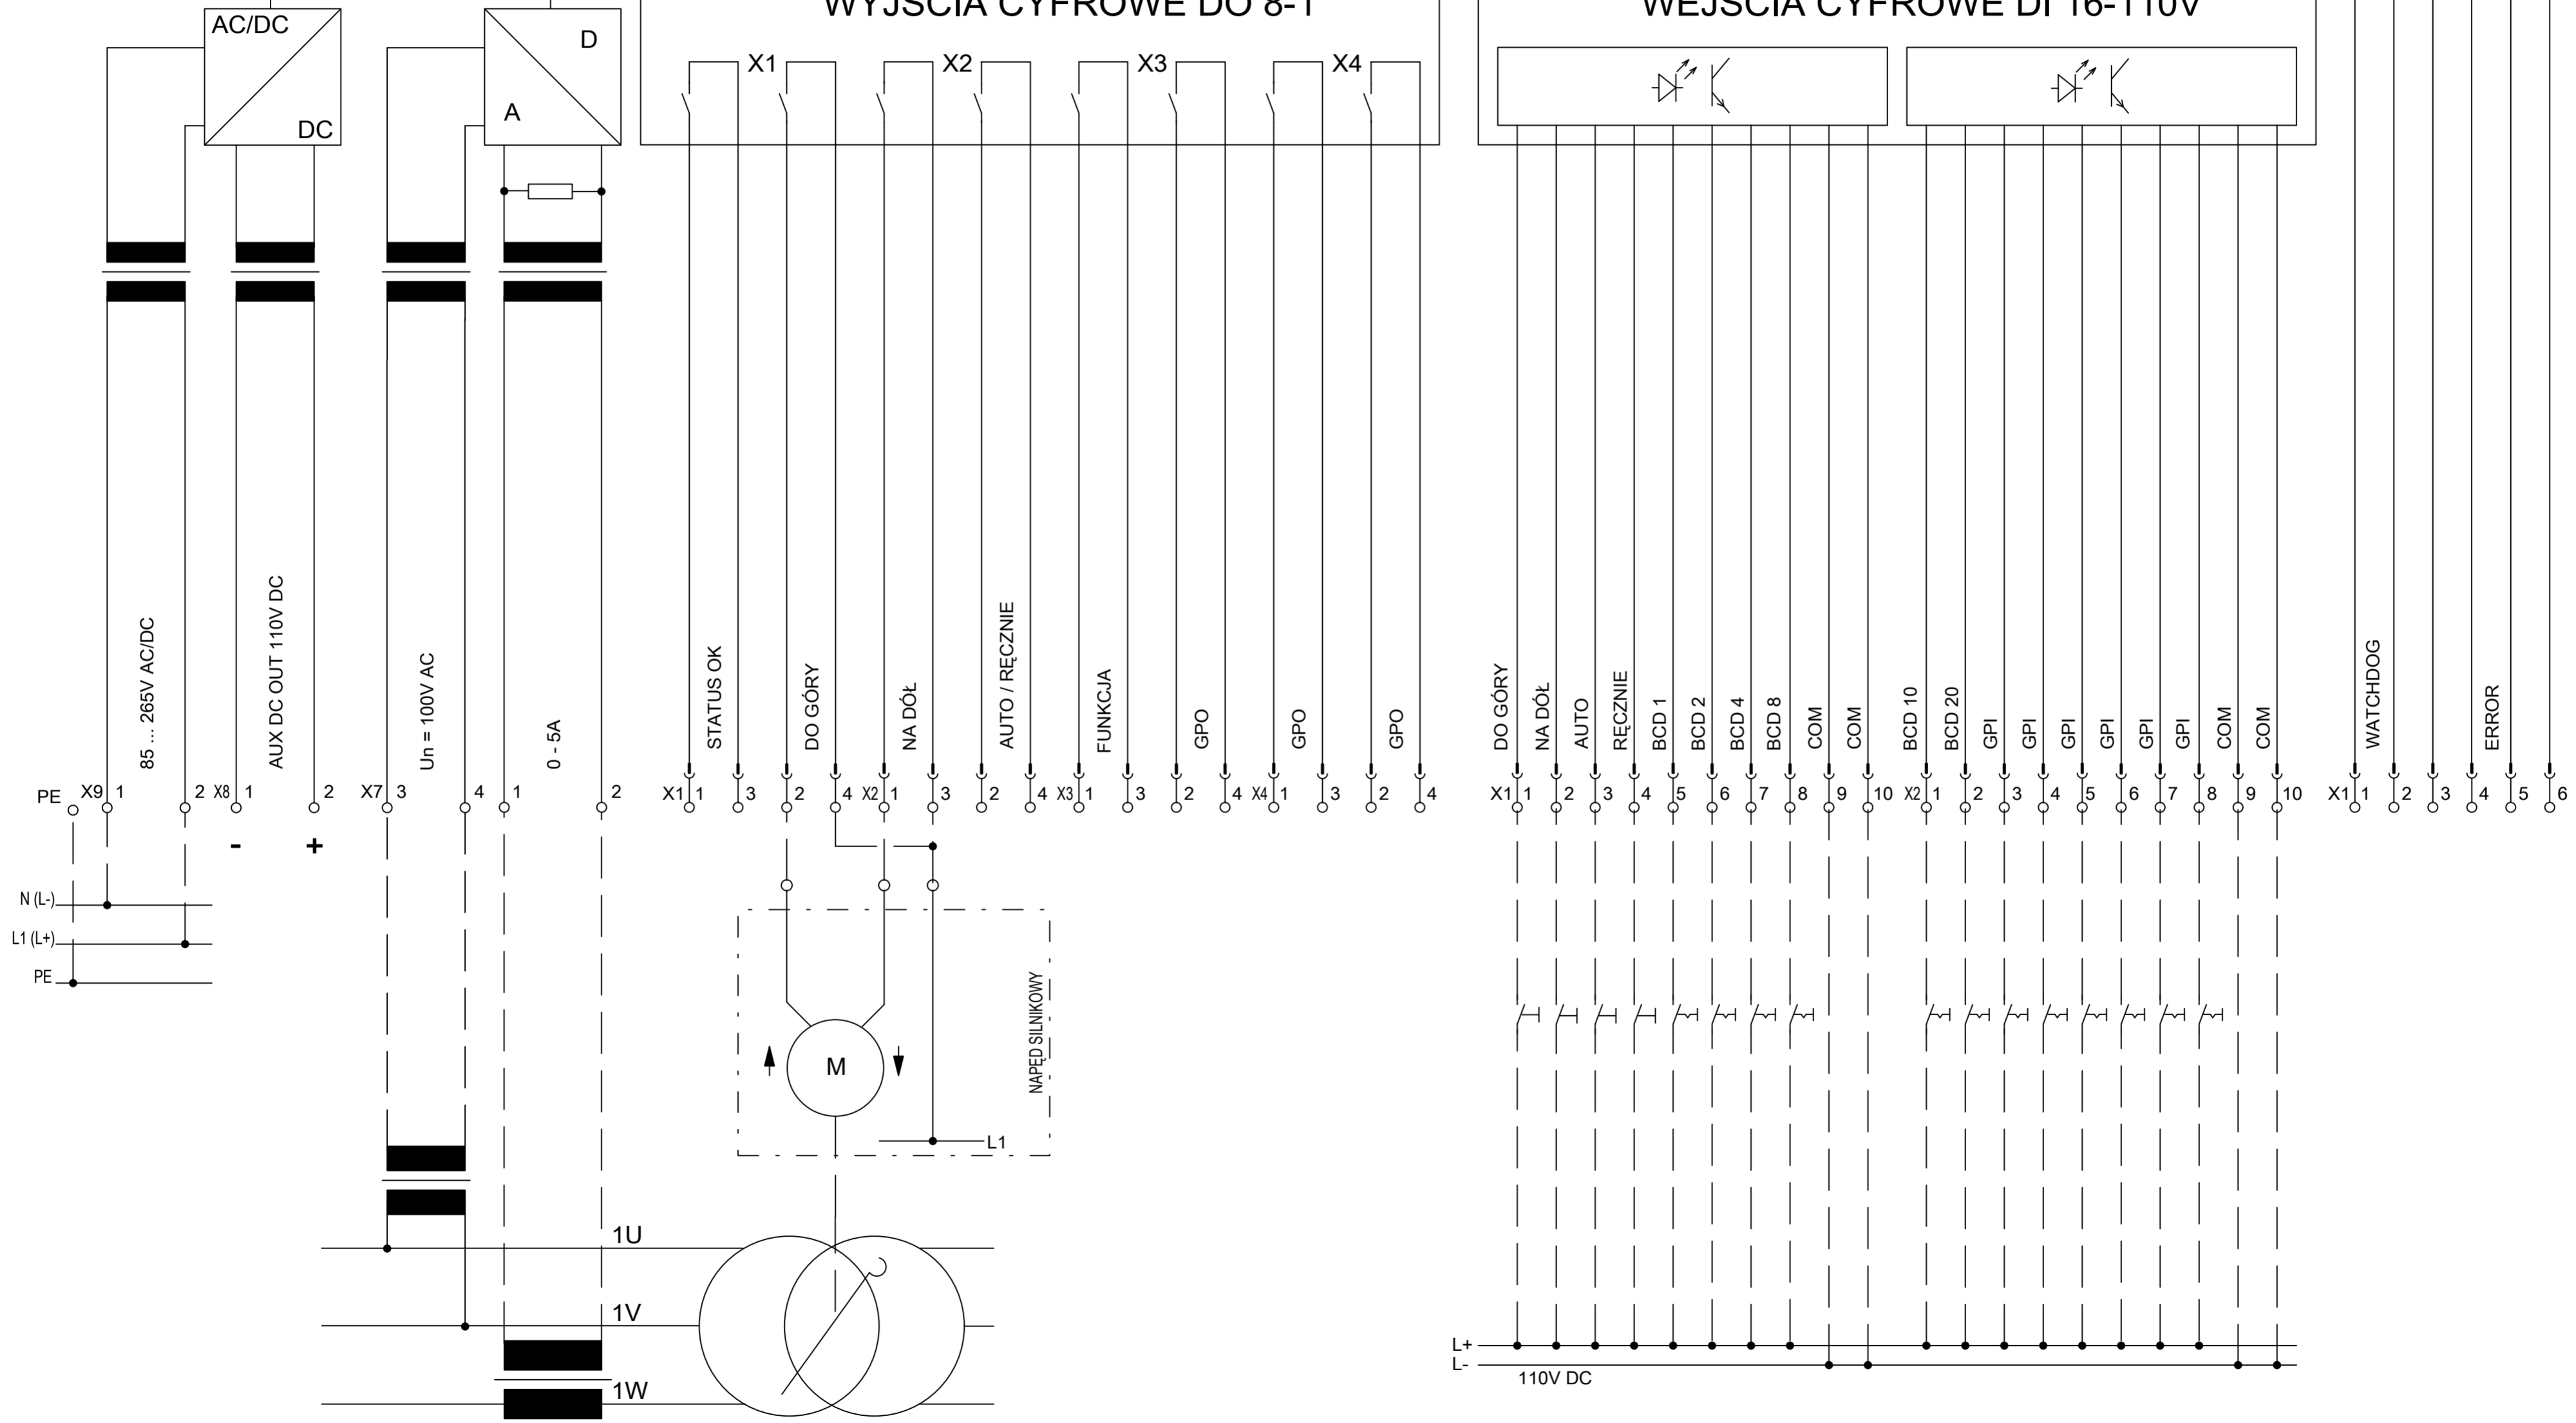 WYJŚCIA CYFROWE DO 8-1
WEJŚCIA CYFROWE DI 16-110V
AC/DC
DC
D
A
X1
X2
X3
X4
85 ... 265V AC/DC
AUX DC OUT 110V DC
Un = 100V AC
0 - 5A
STATUS OK
DO GÓRY
NA DÓŁ
AUTO / RĘCZNIE
FUNKCJA
GPO
GPO
GPO
DO GÓRY
NA DÓŁ
AUTO
RĘCZNIE
BCD 1
BCD 2
BCD 4
BCD 8
COM
COM
BCD 10
BCD 20
GPI
GPI
GPI
GPI
GPI
GPI
COM
COM
WATCHDOG
ERROR
PE X9 1 2 X8 1 2 X7 3 4 1 2
X1 1 3 2 4 X2 1 3 2 4 X3 1 3 2 4 X4 1 3 2 4
X1 1 2 3 4 5 6 7 8 9 10 X2 1 2 3 4 5 6 7 8 9 10
X1 1 2 3 4 5 6
- +
N (L-)
L1 (L+)
PE
NAPĘD SILNIKOWY
M
L1
1U
1V
1W
L+
L-
110V DC